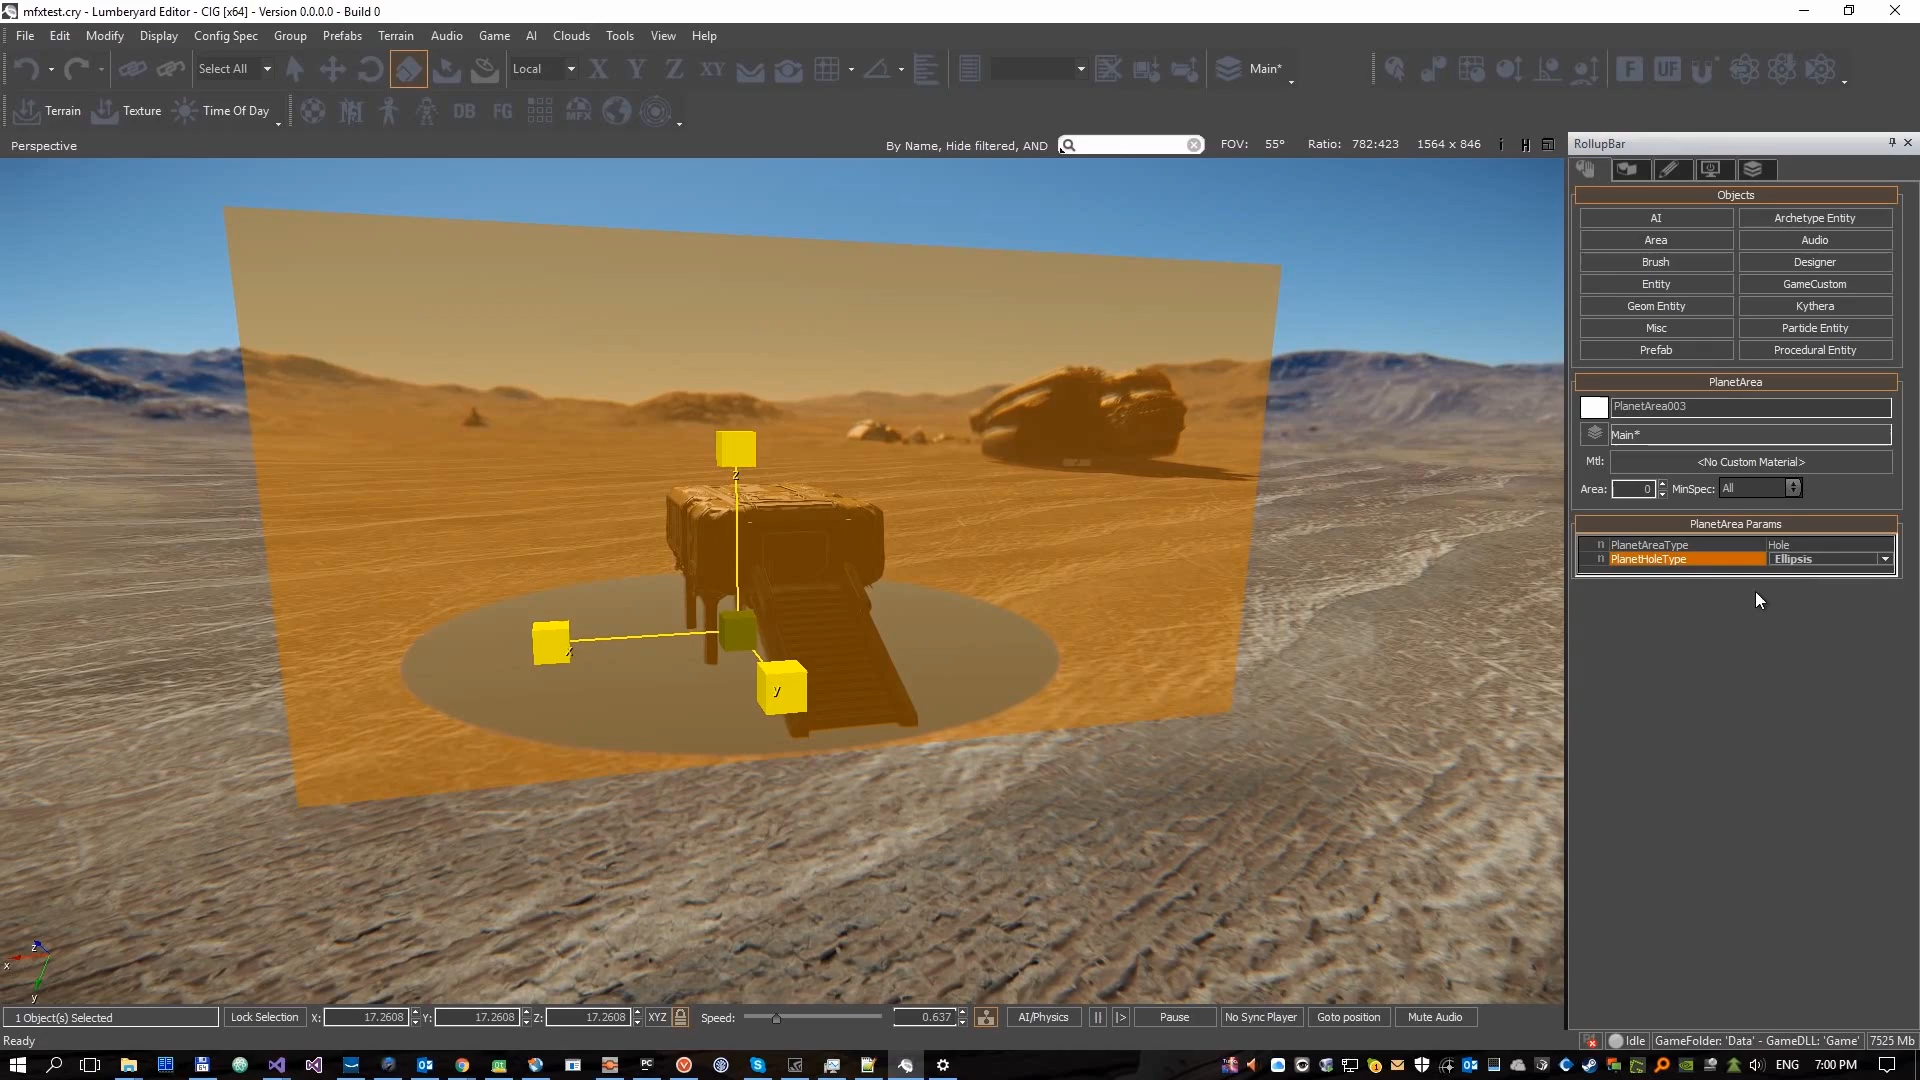 mfxtest.cry - Lumberyard Editor - CIG [x64] - Version 0.0.0.0 - Build 0
File Edit Modify Display Config Spec Group Prefabs Terrain Audio Game AI Clouds Tools View Help
Select All Local X Y Z XY Main* F UF
Terrain Texture Time Of Day DB FG MFX
Perspective By Name, Hide filtered, AND FOV: 55° Ratio: 782:423 1564 x 846 i H
RollupBar
Objects
AI Archetype Entity
Area Audio
Brush Designer
Entity GameCustom
Geom Entity Kythera
Misc Particle Entity
Prefab Procedural Entity
PlanetArea
PlanetArea003
Main*
Mtl: <No Custom Material>
Area: 0 MinSpec: All
PlanetArea Params
n PlanetAreaType Hole
n PlanetHoleType Ellipsis
z
x
y
z
x
y
1 Object(s) Selected Lock Selection X: 17.2608 Y: 17.2608 Z: 17.2608 XYZ Speed: 0.637 AI/Physics Pause No Sync Player Goto position Mute Audio
Ready Idle GameFolder: 'Data' - GameDLL: 'Game' 7525 Mb
64 PC ENG 7:00 PM